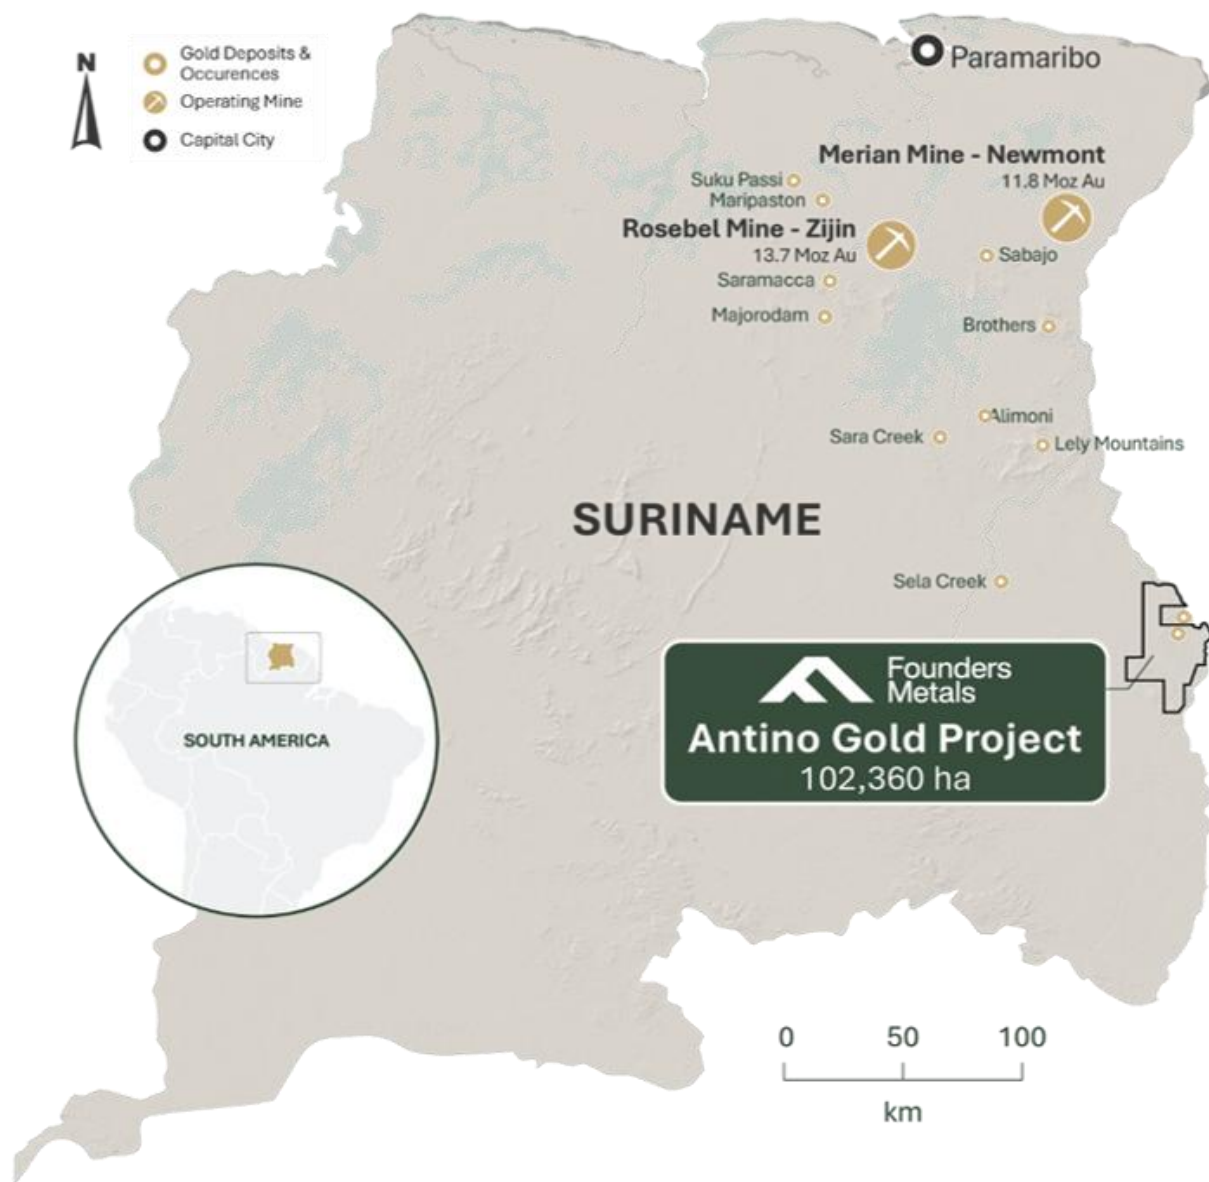 N
Gold Deposits &
Occurences
Operating Mine
Capital City
Paramaribo
Merian Mine - Newmont
11.8 Moz Au
Suku Passi
Maripaston
Rosebel Mine - Zijin
13.7 Moz Au
Sabajo
Saramacca
Majorodam
Brothers
Alimoni
Sara Creek
Lely Mountains
SURINAME
Sela Creek
Founders
Metals
Antino Gold Project
102,360 ha
SOUTH AMERICA
0 50 100
km